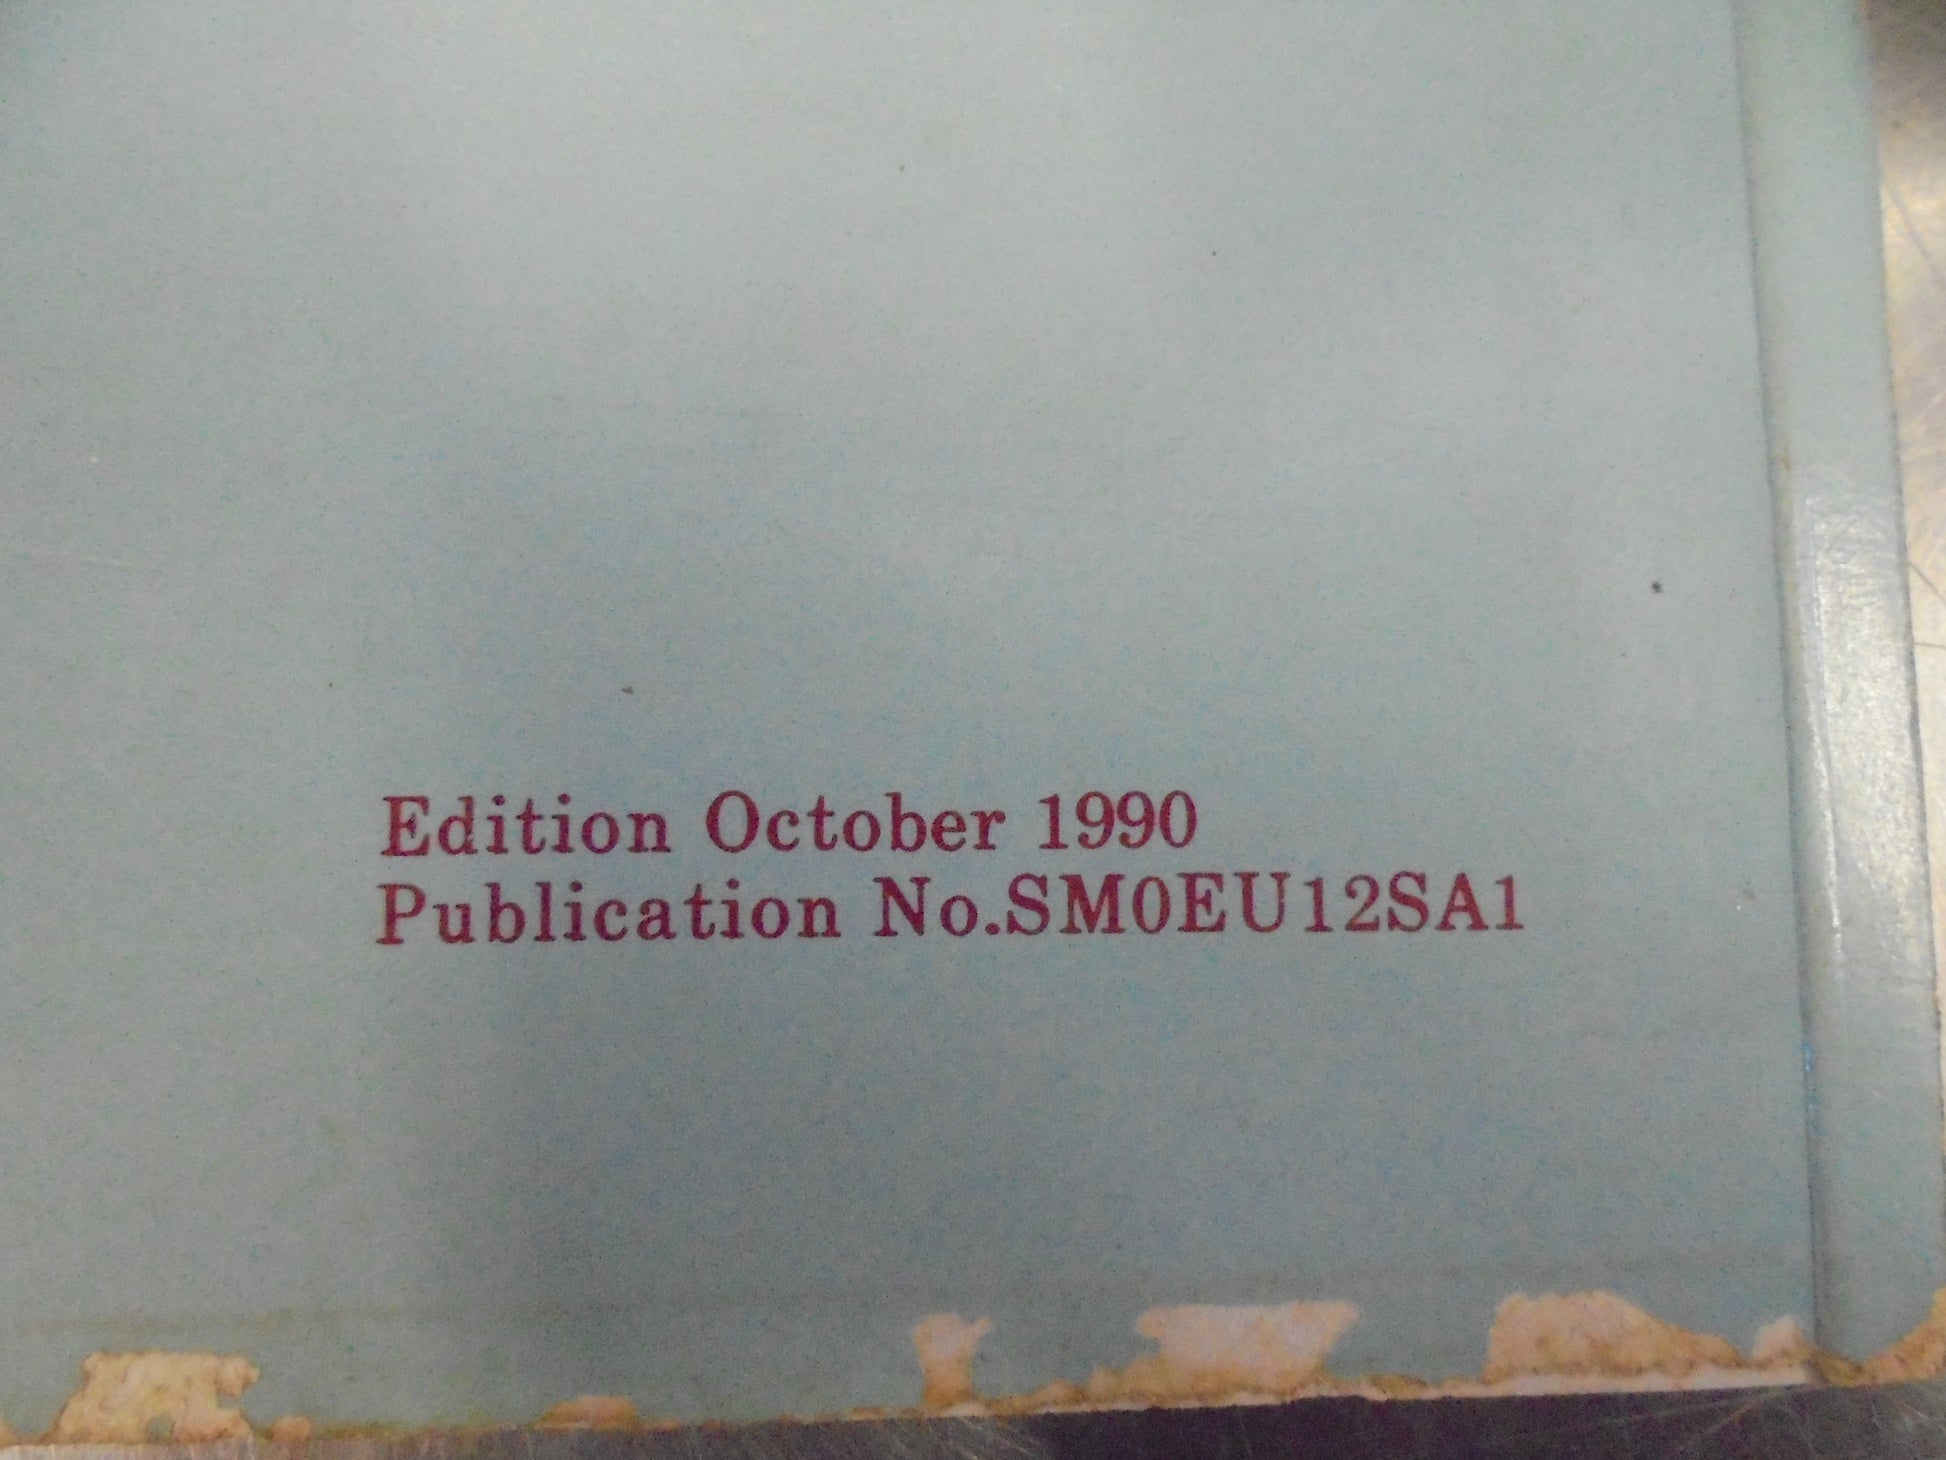 Edition October 1990
Publication No.SM0EU12SA1